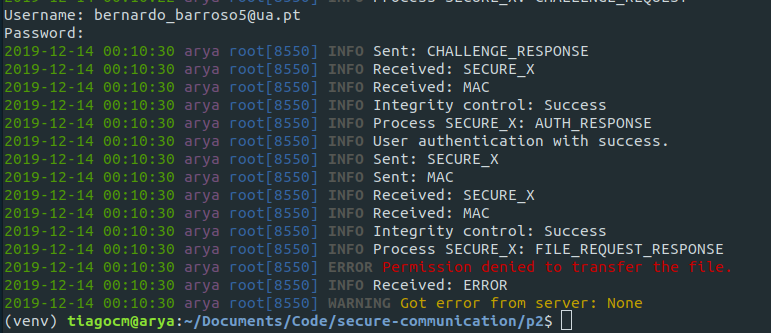 2019-12-14 00:10:22 arya root[8550] INFO Process SECURE_X: CHALLENGE_REQUEST
Username: bernardo_barroso5@ua.pt
Password:
2019-12-14 00:10:30 arya root[8550] INFO Sent: CHALLENGE_RESPONSE
2019-12-14 00:10:30 arya root[8550] INFO Received: SECURE_X
2019-12-14 00:10:30 arya root[8550] INFO Received: MAC
2019-12-14 00:10:30 arya root[8550] INFO Integrity control: Success
2019-12-14 00:10:30 arya root[8550] INFO Process SECURE_X: AUTH_RESPONSE
2019-12-14 00:10:30 arya root[8550] INFO User authentication with success.
2019-12-14 00:10:30 arya root[8550] INFO Sent: SECURE_X
2019-12-14 00:10:30 arya root[8550] INFO Sent: MAC
2019-12-14 00:10:30 arya root[8550] INFO Received: SECURE_X
2019-12-14 00:10:30 arya root[8550] INFO Received: MAC
2019-12-14 00:10:30 arya root[8550] INFO Integrity control: Success
2019-12-14 00:10:30 arya root[8550] INFO Process SECURE_X: FILE_REQUEST_RESPONSE
2019-12-14 00:10:30 arya root[8550] ERROR Permission denied to transfer the file.
2019-12-14 00:10:30 arya root[8550] INFO Received: ERROR
2019-12-14 00:10:30 arya root[8550] WARNING Got error from server: None
(venv) tiagocm@arya:~/Documents/Code/secure-communication/p2$